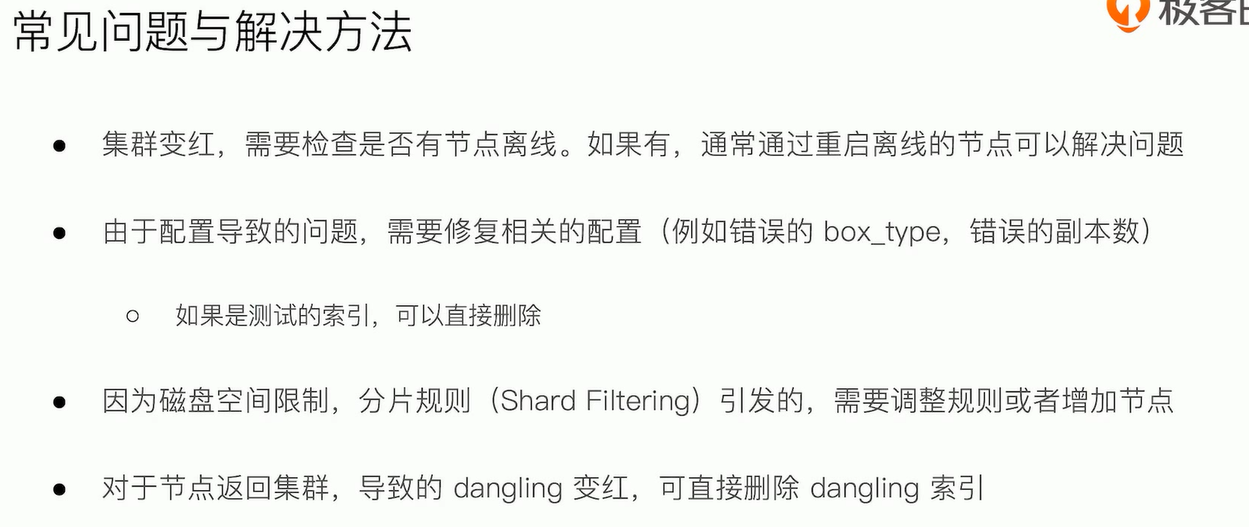 常见问题与解决方法
极客
● 集群变红，需要检查是否有节点离线。如果有，通常通过重启离线的节点可以解决问题
● 由于配置导致的问题，需要修复相关的配置（例如错误的 box_type，错误的副本数）
○ 如果是测试的索引，可以直接删除
● 因为磁盘空间限制，分片规则（Shard Filtering）引发的，需要调整规则或者增加节点
● 对于节点返回集群，导致的 dangling 变红，可直接删除 dangling 索引